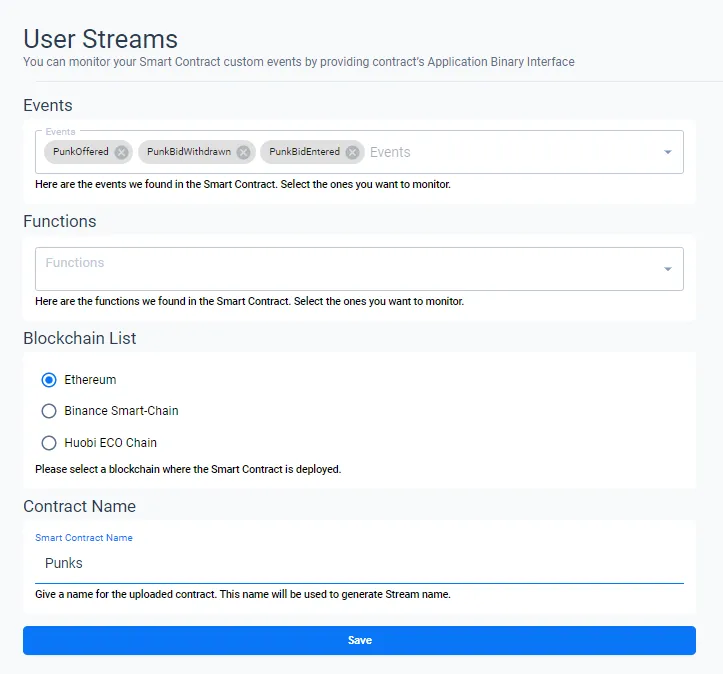 User Streams
You can monitor your Smart Contract custom events by providing contract's Application Binary Interface
Events
Events
PunkOffered PunkBidWithdrawn PunkBidEntered Events
Here are the events we found in the Smart Contract. Select the ones you want to monitor.
Functions
Functions
Here are the functions we found in the Smart Contract. Select the ones you want to monitor.
Blockchain List
Ethereum
Binance Smart-Chain
Huobi ECO Chain
Please select a blockchain where the Smart Contract is deployed.
Contract Name
Smart Contract Name
Punks
Give a name for the uploaded contract. This name will be used to generate Stream name.
Save